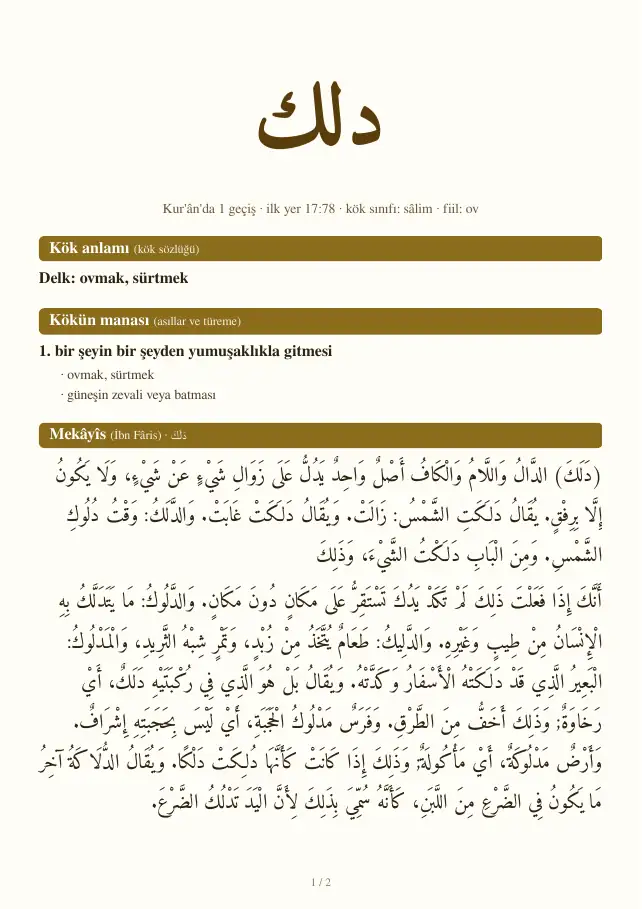 دلك
Kur'ân'da 1 geçiş · ilk yer 17:78 · kök sınıfı: sâlim · fiil: ov
Kök anlamı (kök sözlüğü)
Delk: ovmak, sürtmek
Kökün manası (asıllar ve türeme)
1. bir şeyin bir şeyden yumuşaklıkla gitmesi
· ovmak, sürtmek
· güneşin zevali veya batması
Mekâyîs (İbn Fâris) · دلك
(دَلَكَ) الدَّالُ وَاللَّامُ وَالْكَافُ أَصْلٌ وَاحِدٌ يَدُلُّ عَلَى زَوَالِ شَيْءٍ عَنْ شَيْءٍ، وَلَا يَكُونُ
إِلَّا بِرِفْقٍ. يُقَالُ دَلَكَتِ الشَّمْسُ: زَالَتْ. وَيُقَالُ دَلَكَتْ غَابَتْ. وَالدَّلَكُ: وَقْتُ دُلُوكِ
الشَّمْسِ. وَمِنَ الْبَابِ دَلَكْتُ الشَّيْءَ، وَذَلِكَ
أَنَّكَ إِذَا فَعَلْتَ ذَلِكَ لَمْ تَكَدْ يَدُكَ تَسْتَقِرُّ عَلَى مَكَانٍ دُونَ مَكَانٍ. وَالدَّلُوكُ: مَا يَتَدَلَّكُ بِهِ
الْإِنْسَانُ مِنْ طِيبٍ وَغَيْرِهِ. وَالدَّلِيكُ: طَعَامٌ يُتَّخَذُ مِنْ زُبْدٍ، وَتَمْرٍ شِبْهُ الثَّرِيدِ، وَالْمَدْلُوكُ:
الْبَعِيرُ الَّذِي قَدْ دَلَكَتْهُ الْأَسْفَارُ وَكَدَّتْهُ. وَيُقَالُ بَلْ هُوَ الَّذِي فِي رُكْبَتَيْهِ دَلَكٌ، أَيْ
رَخَاوَةٌ; وَذَلِكَ أَخَفُّ مِنَ الطَّرْقِ. وَفَرَسٌ مَدْلُوكُ الْحَجَبَةِ، أَيْ لَيْسَ بِحَجَبَتِهِ إِشْرَافٌ.
وَأَرْضٌ مَدْلُوكَةٌ، أَيْ مَأْكُولَةٌ; وَذَلِكَ إِذَا كَانَتْ كَأَنَّهَا دُلِكَتْ دَلْكًا. وَيُقَالُ الدُّلَاكَةُ آخِرُ
مَا يَكُونُ فِي الضَّرْعِ مِنَ اللَّبَنِ، كَأَنَّهُ سُمِّيَ بِذَلِكَ لِأَنَّ الْيَدَ تَدْلُكُ الضَّرْعَ.
1 / 2